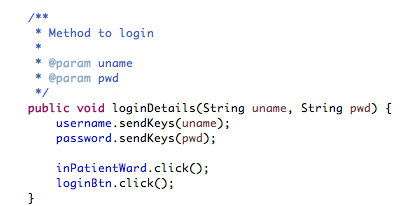 /**
 * Method to login
 *
 * @param uname
 * @param pwd
 */
public void loginDetails(String uname, String pwd) {
    username.sendKeys(uname);
    password.sendKeys(pwd);

    inPatientWard.click();
    loginBtn.click();
}